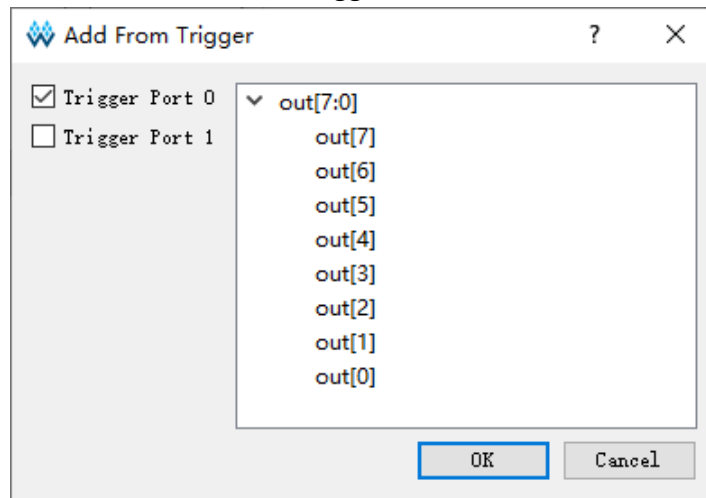 Add From Trigger
?
Trigger Port 0
Trigger Port 1
out[7:0]
out[7]
out[6]
out[5]
out[4]
out[3]
out[2]
out[1]
out[0]
OK
Cancel